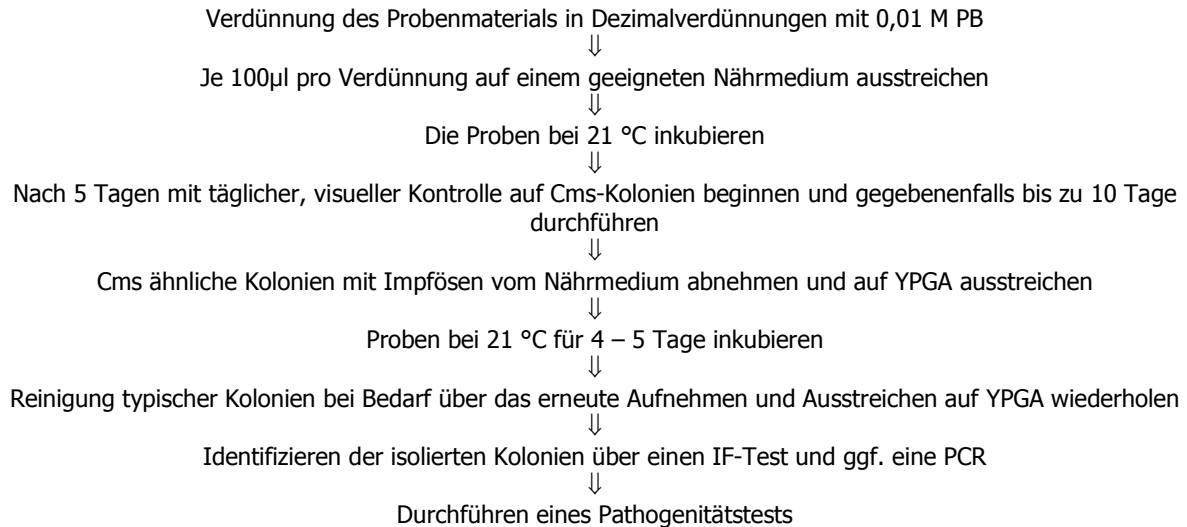 Verdünnung des Probenmaterials in Dezimalverdünnungen mit 0,01 M PB
⇓
Je 100µl pro Verdünnung auf einem geeigneten Nährmedium ausstreichen
⇓
Die Proben bei 21 °C inkubieren
⇓
Nach 5 Tagen mit täglicher, visueller Kontrolle auf Cms-Kolonien beginnen und gegebenenfalls bis zu 10 Tage
durchführen
⇓
Cms ähnliche Kolonien mit Impfösen vom Nährmedium abnehmen und auf YPGA ausstreichen
⇓
Proben bei 21 °C für 4 – 5 Tage inkubieren
⇓
Reinigung typischer Kolonien bei Bedarf über das erneute Aufnehmen und Ausstreichen auf YPGA wiederholen
⇓
Identifizieren der isolierten Kolonien über einen IF-Test und ggf. eine PCR
⇓
Durchführen eines Pathogenitätstests